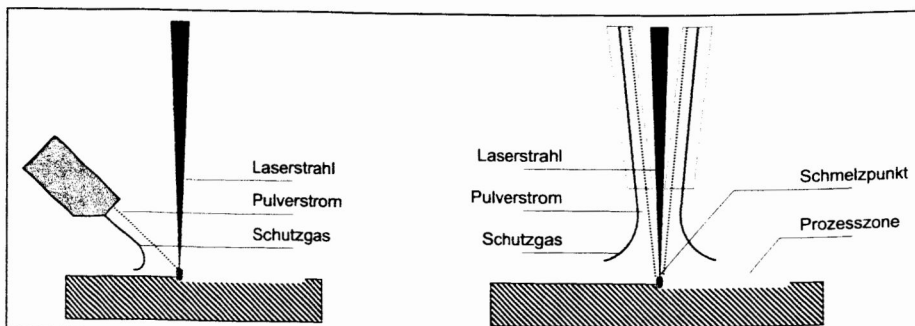 Laserstrahl
Pulverstrom
Schutzgas
Laserstrahl
Pulverstrom
Schutzgas
Schmelzpunkt
Prozesszone